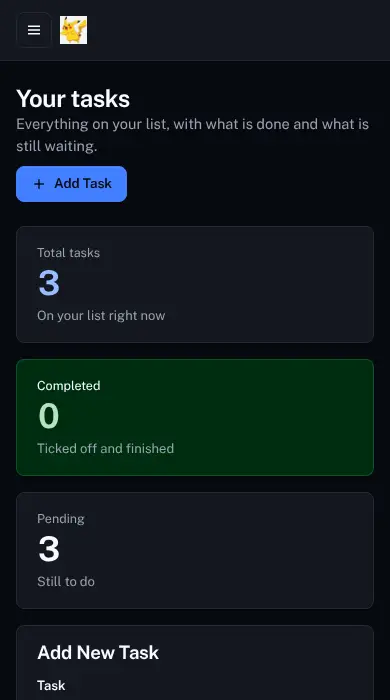 Your tasks
Everything on your list, with what is done and what is
still waiting.
+ Add Task
Total tasks
3
On your list right now
Completed
0
Ticked off and finished
Pending
3
Still to do
Add New Task
Task